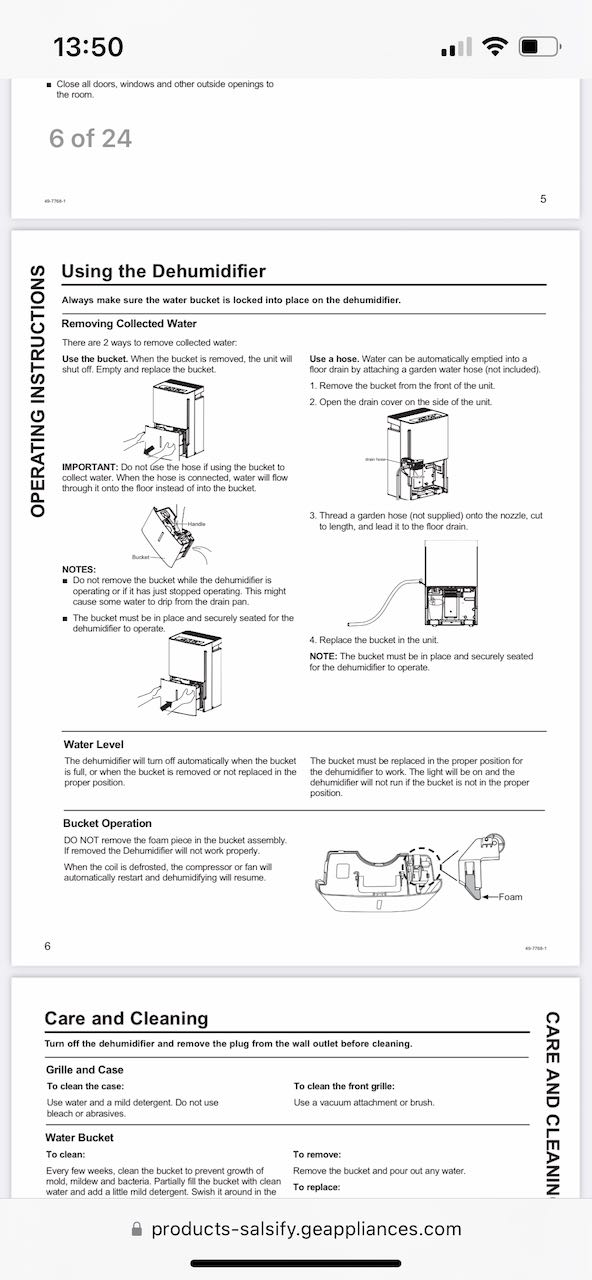 13:50
■ Close all doors, windows and other outside openings to
the room.
6 of 24
49-7768-1
5
OPERATING INSTRUCTIONS
Using the Dehumidifier
Always make sure the water bucket is locked into place on the dehumidifier.
Removing Collected Water
There are 2 ways to remove collected water:
Use the bucket. When the bucket is removed, the unit will
shut off. Empty and replace the bucket.
IMPORTANT: Do not use the hose if using the bucket to
collect water. When the hose is connected, water will flow
through it onto the floor instead of into the bucket.
Handle
Bucket
NOTES:
■ Do not remove the bucket while the dehumidifier is
operating or if it has just stopped operating. This might
cause some water to drip from the drain pan.
■ The bucket must be in place and securely seated for the
dehumidifier to operate.
Use a hose. Water can be automatically emptied into a
floor drain by attaching a garden water hose (not included).
1. Remove the bucket from the front of the unit.
2. Open the drain cover on the side of the unit.
3. Thread a garden hose (not supplied) onto the nozzle, cut
to length, and lead it to the floor drain.
4. Replace the bucket in the unit.
NOTE: The bucket must be in place and securely seated
for the dehumidifier to operate.
Water Level
The dehumidifier will turn off automatically when the bucket
is full, or when the bucket is removed or not replaced in the
proper position.
The bucket must be replaced in the proper position for
the dehumidifier to work. The light will be on and the
dehumidifier will not run if the bucket is not in the proper
position.
Bucket Operation
DO NOT remove the foam piece in the bucket assembly.
If removed the Dehumidifier will not work properly.
When the coil is defrosted, the compressor or fan will
automatically restart and dehumidifying will resume.
Foam
6
49-7768-1
Care and Cleaning
Turn off the dehumidifier and remove the plug from the wall outlet before cleaning.
Grille and Case
To clean the case:
Use water and a mild detergent. Do not use
bleach or abrasives.
To clean the front grille:
Use a vacuum attachment or brush.
Water Bucket
To clean:
Every few weeks, clean the bucket to prevent growth of
mold, mildew and bacteria. Partially fill the bucket with clean
water and add a little mild detergent. Swish it around in the
To remove:
Remove the bucket and pour out any water.
To replace:
CARE AND CLEANIN
products-salsify.geappliances.com